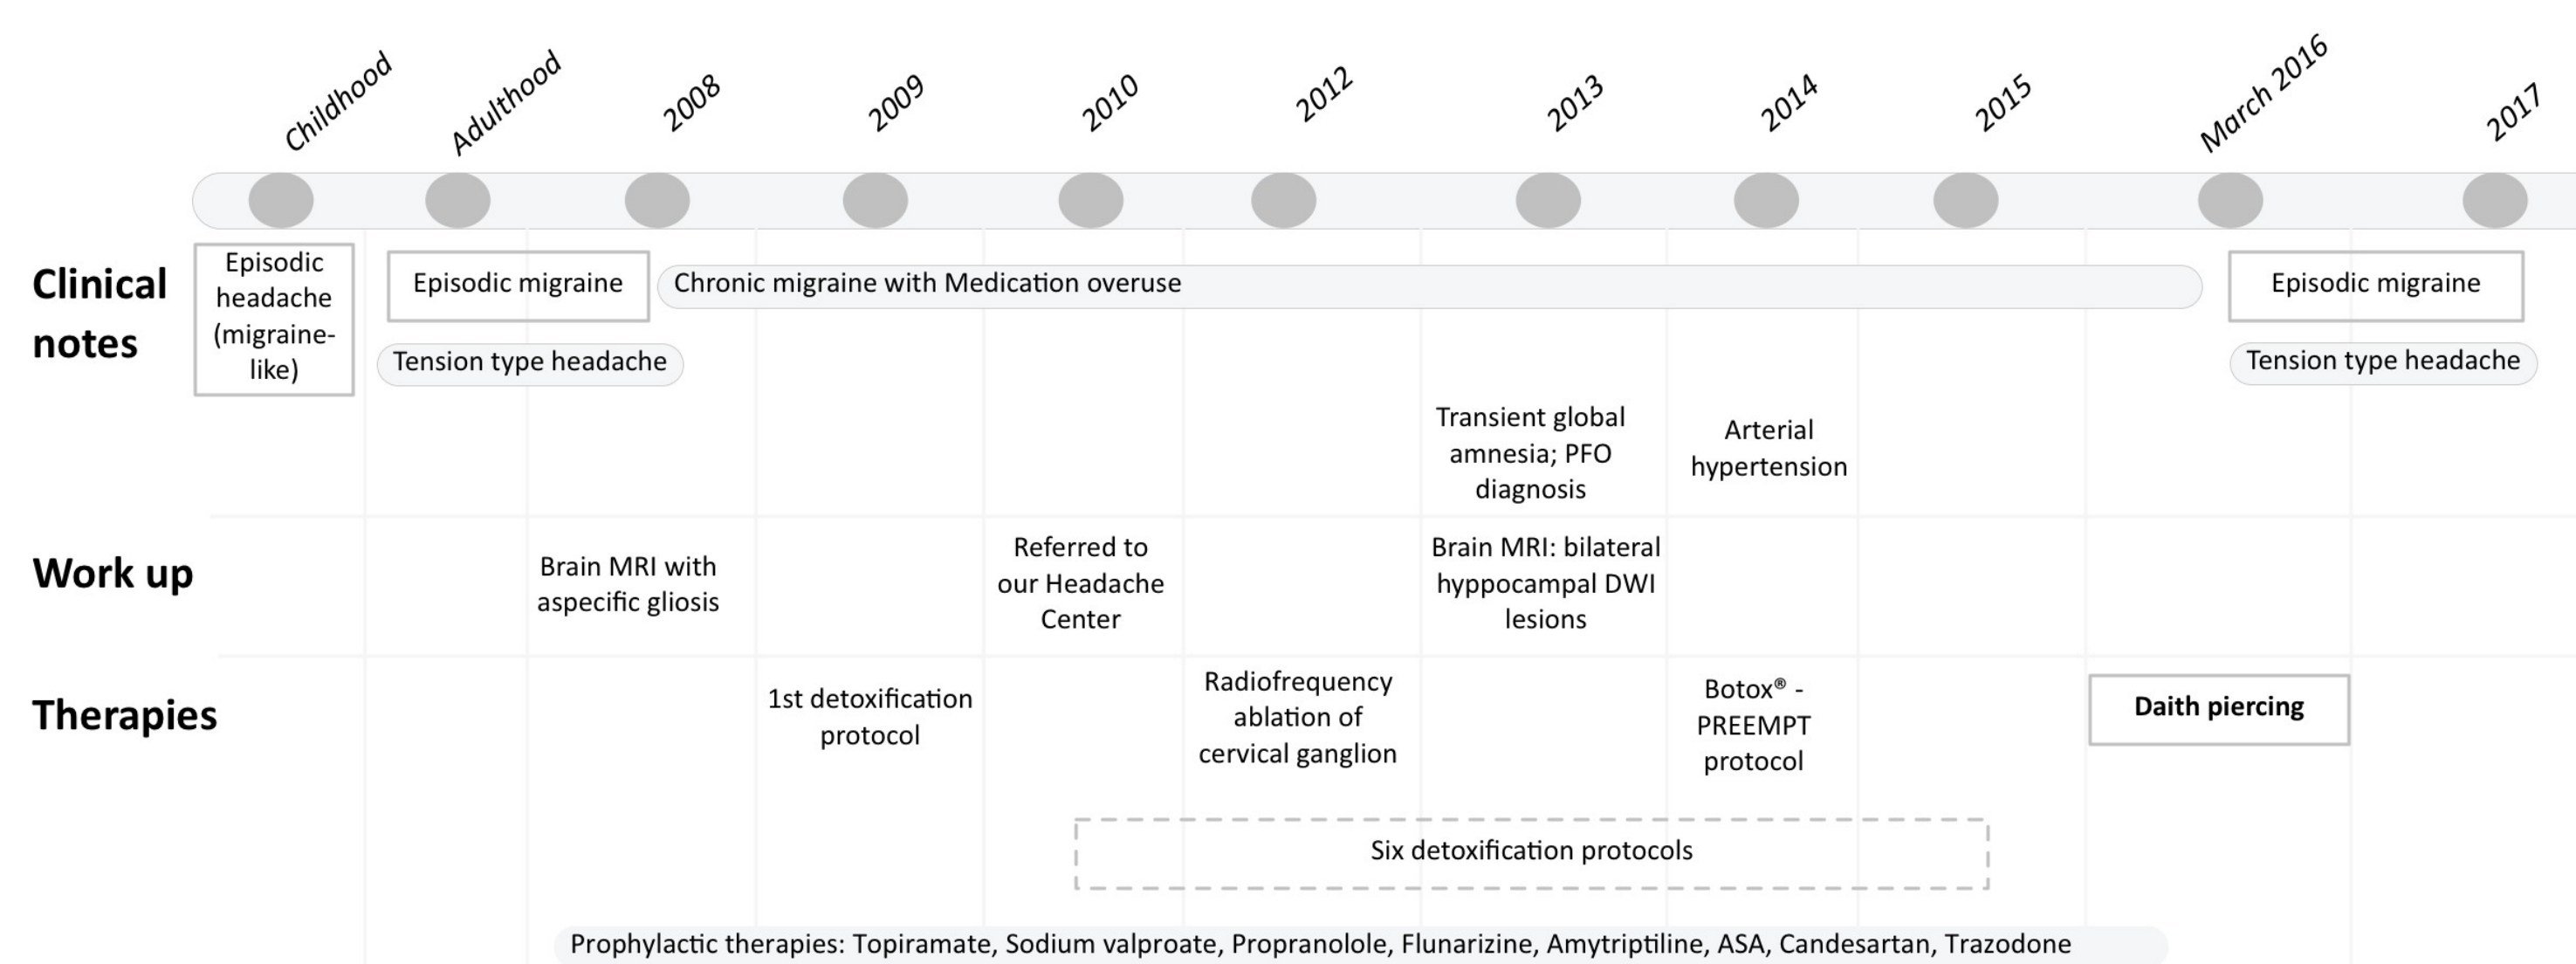 Childhood
Adulthood
2008
2009
2010
2012
2013
2014
2015
March 2016
2017
Clinical
notes
Episodic
headache
(migraine-
like)
Episodic migraine
Tension type headache
Chronic migraine with Medication overuse
Episodic migraine
Tension type headache
Transient global
amnesia; PFO
diagnosis
Arterial
hypertension
Work up
Brain MRI with
aspecific gliosis
Referred to
our Headache
Center
Brain MRI: bilateral
hyppocampal DWI
lesions
Therapies
1st detoxification
protocol
Radiofrequency
ablation of
cervical ganglion
Botox® -
PREEMPT
protocol
Daith piercing
Six detoxification protocols
Prophylactic therapies: Topiramate, Sodium valproate, Propranolole, Flunarizine, Amytriptiline, ASA, Candesartan, Trazodone